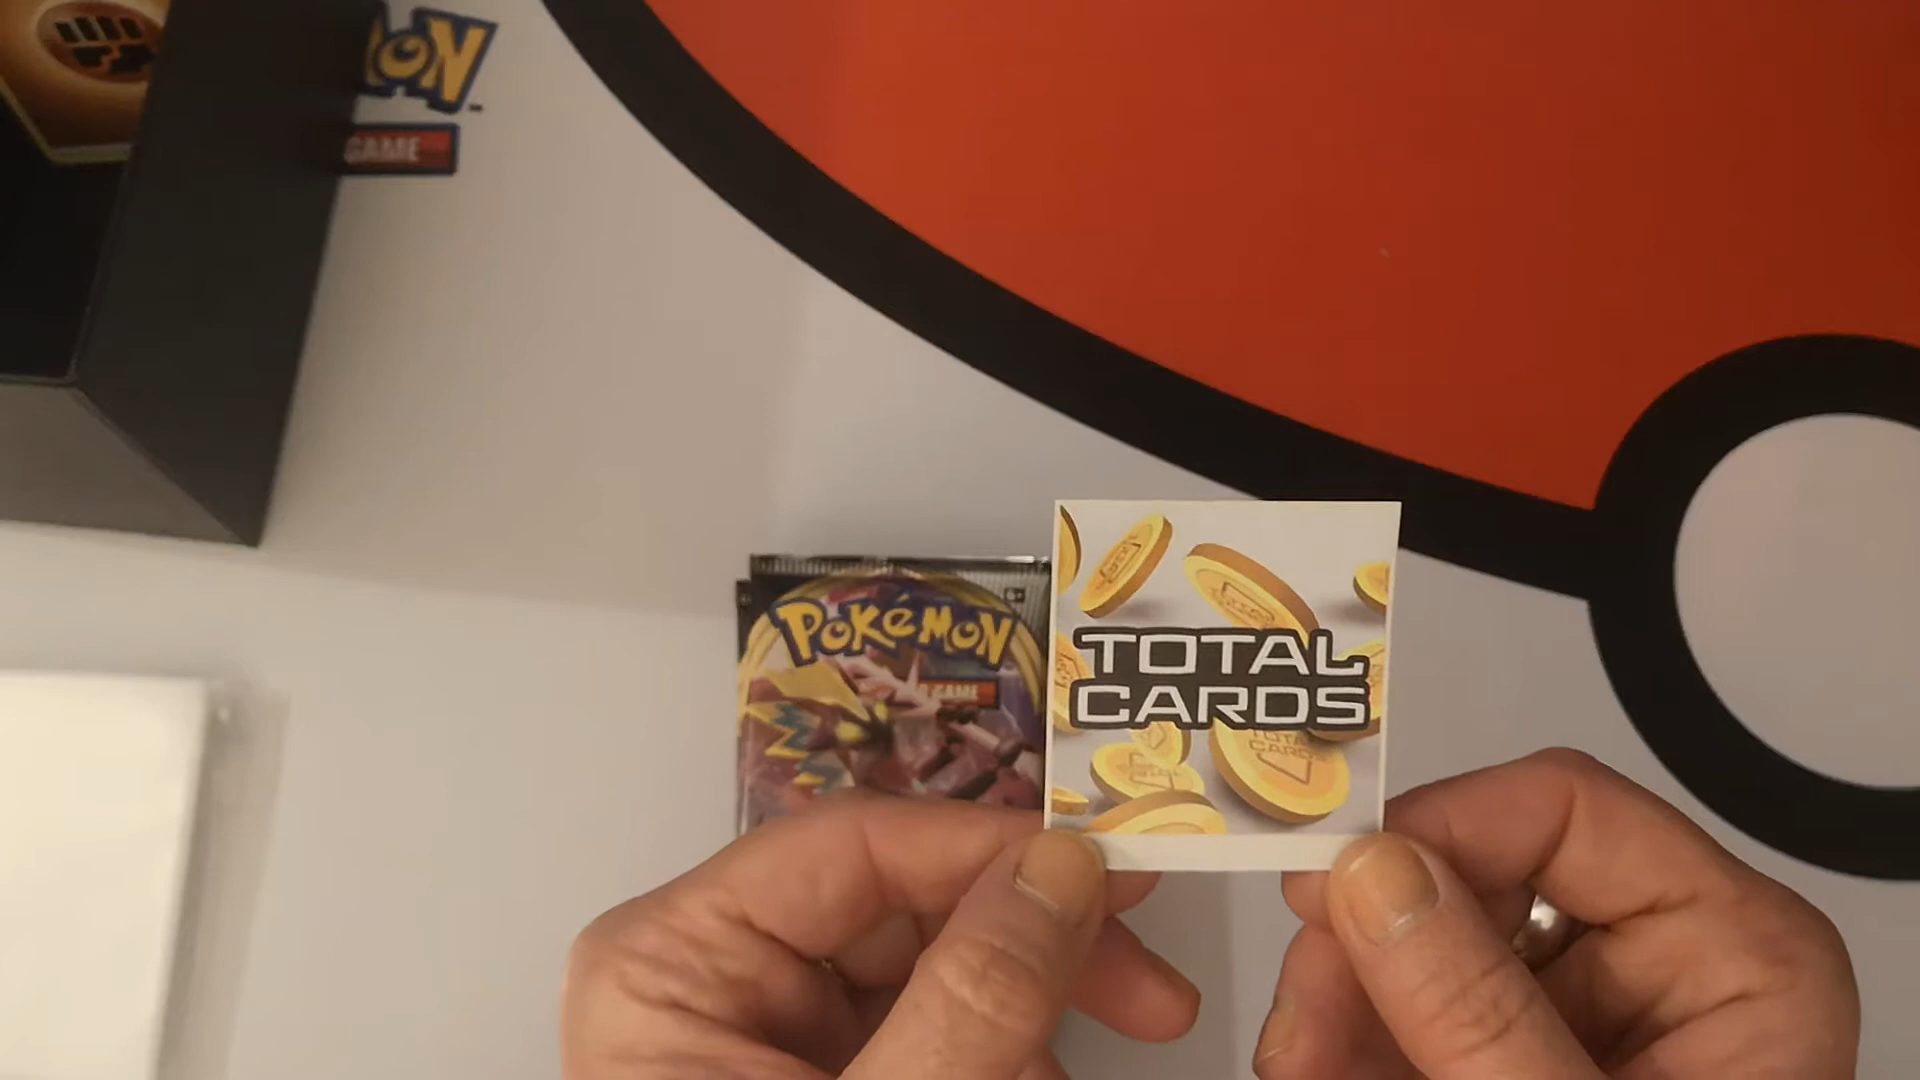 MON
GAME
POKéMON
GAME
TOTAL
CARDS
TOTAL
CARDS